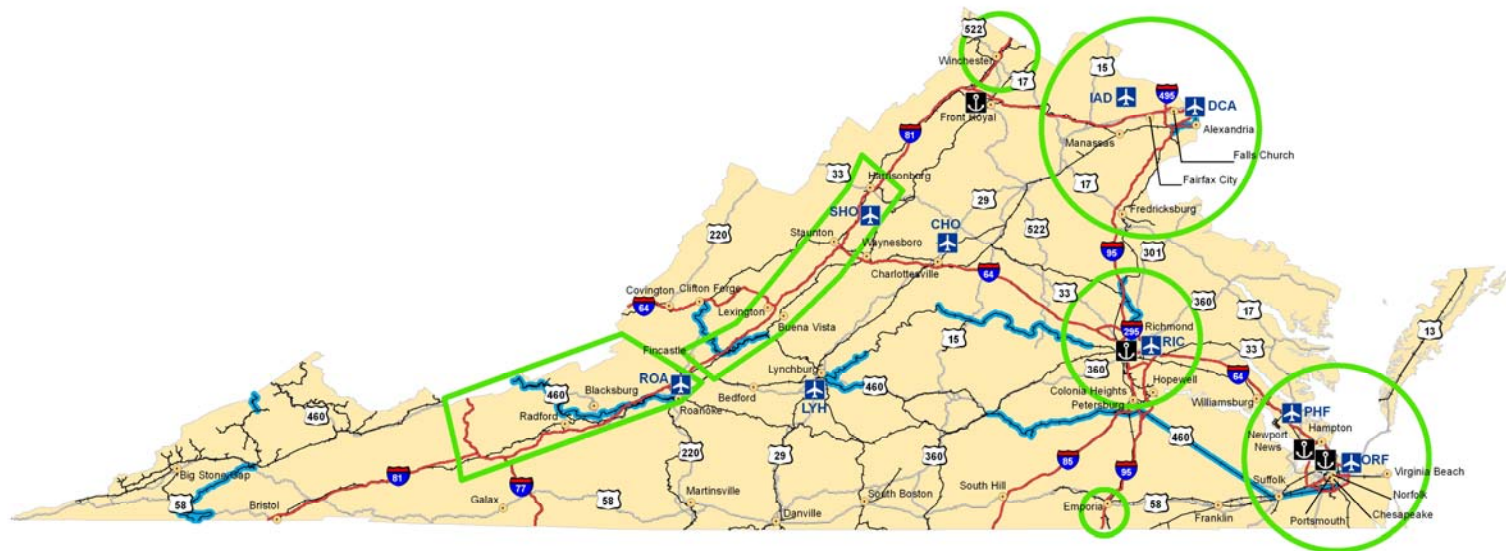 522
Winchester
17
15
IAD
495
DCA
Alexandria
Front Royal
Manassas
Falls Church
Fairfax City
81
33
Harrisonburg
17
SHO
29
Fredricksburg
220
Staunton
CHO
522
Waynesboro
95
301
Charlottesville
64
Covington
Clifton Forge
64
33
360
17
Lexington
Buena Vista
295
Richmond
13
15
RIC
33
Fincastle
360
ROA
Lynchburg
460
64
Blacksburg
460
Bedford
LYH
Hopewell
Colonia Heights
Williamsburg
460
Radford
Roanoke
Petersburg
PHF
Hampton
460
Newport
News
220
29
360
85
95
ORF
Big Stone Gap
81
77
Virginia Beach
58
Bristol
Galax
58
Martinsville
South Boston
South Hill
Suffolk
Norfolk
Emporia
58
Franklin
Chesapeake
Danville
Portsmouth